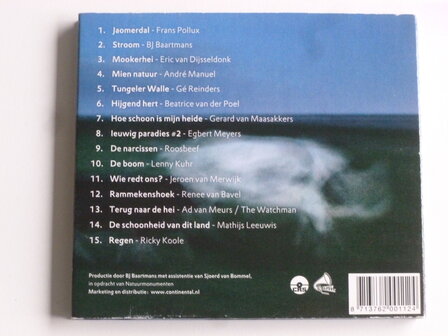 1. Jaomerdal - Frans Pollux
2. Stroom - BJ Baartmans
3. Mookerhei - Eric van Dijsseldonk
4. Mien natuur - André Manuel
5. Tungeler Walle - Gé Reinders
6. Hijgend hert - Beatrice van der Poel
7. Hoe schoon is mijn heide - Gerard van Maasakkers
8. Ieuwig paradies #2 - Egbert Meyers
9. De narcissen - Roosbeef
10. De boom - Lenny Kuhr
11. Wie redt ons? - Jeroen van Merwijk
12. Rammekenshoek - Renee van Bavel
13. Terug naar de hei - Ad van Meurs / The Watchman
14. De schoonheid van dit land - Mathijs Leeuwis
15. Regen - Ricky Koole
Productie door BJ Baartmans met assistentie van Sjoerd van Bommel,
in opdracht van Natuurmonumenten
Marketing en distributie: www.continental.nl
8 713762 001124